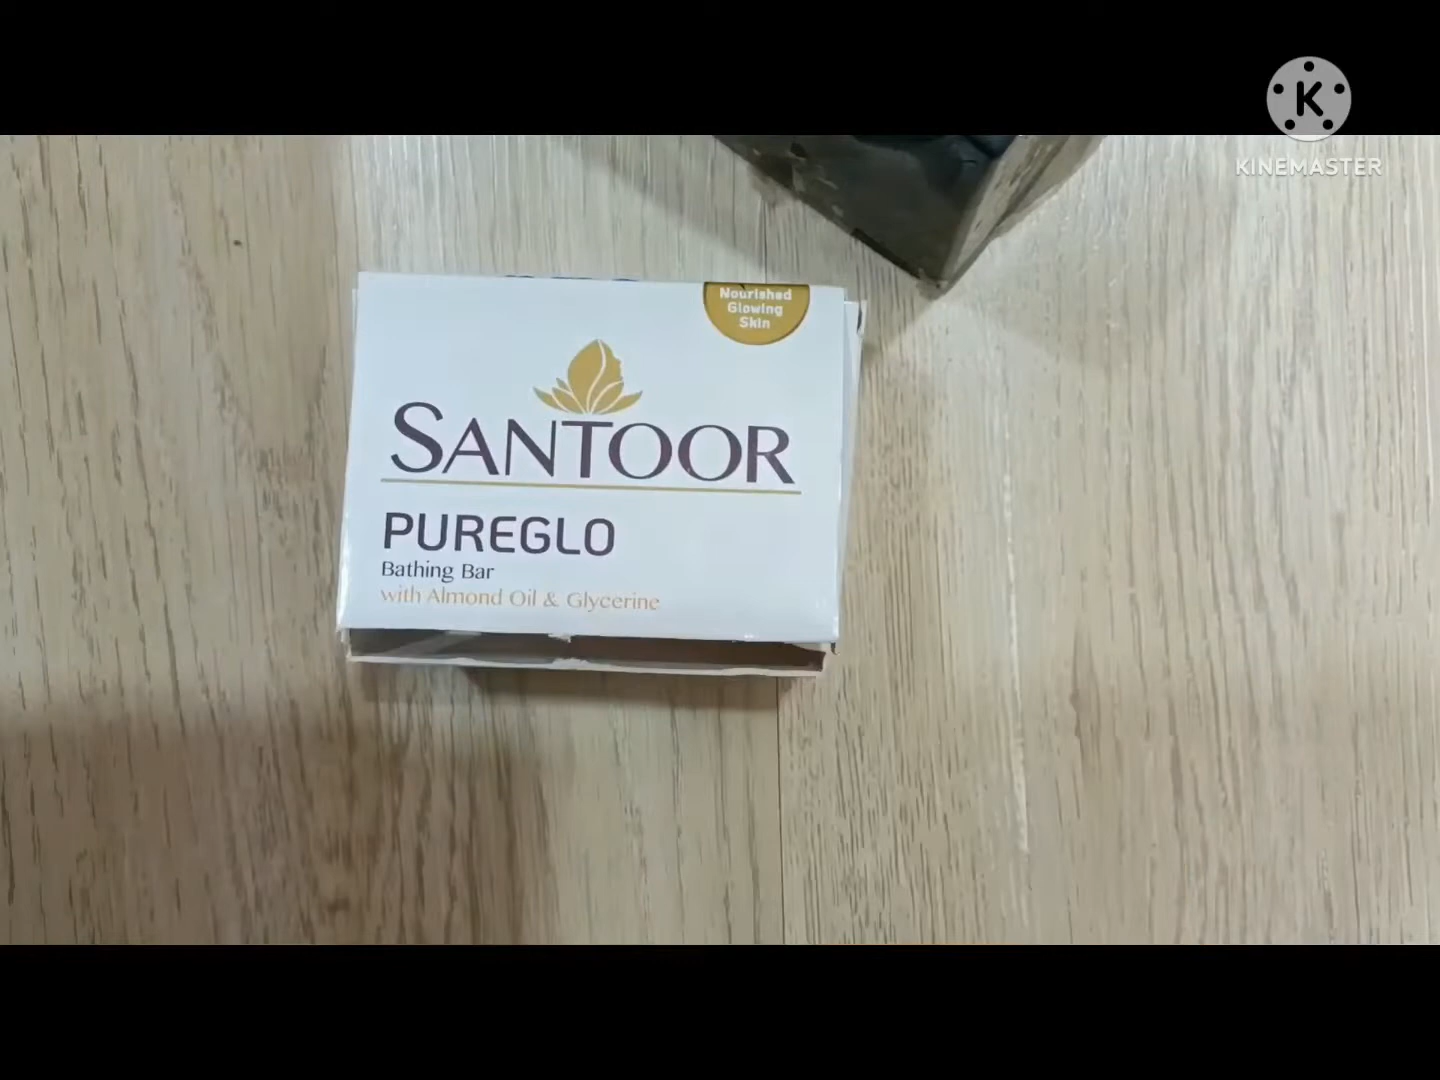 K
KINEMASTER
Nourished
Glowing
Skin
SANTOOR
PUREGLO
Bathing Bar
with Almond Oil & Glycerine